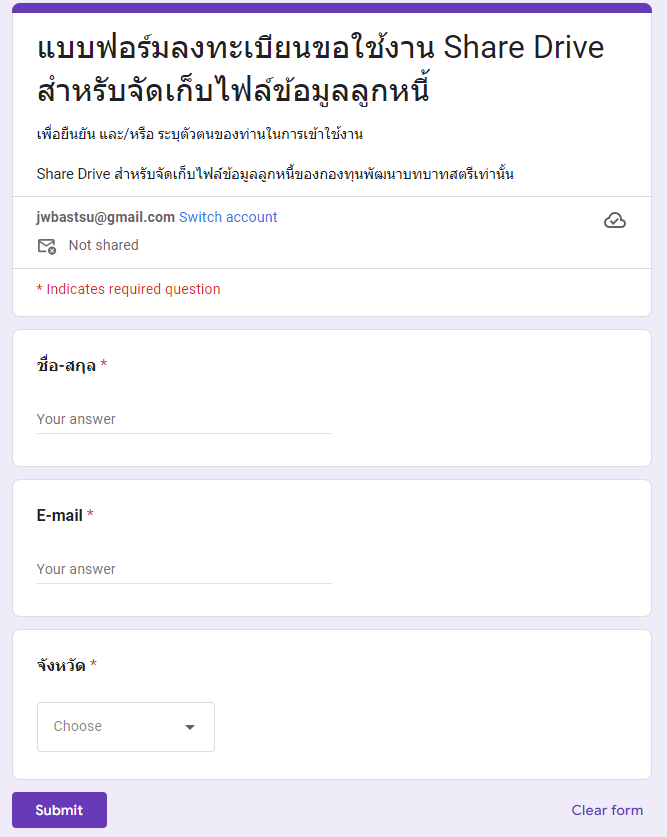 แบบฟอร์มลงทะเบียนขอใช้งาน Share Drive
สำหรับจัดเก็บไฟล์ข้อมูลลูกหนี้
เพื่อยืนยัน และ/หรือ ระบุตัวตนของท่านในการเข้าใช้งาน
Share Drive สำหรับจัดเก็บไฟล์ข้อมูลลูกหนี้ของกองทุนพัฒนาบทบาทสตรีเท่านั้น
jwbastsu@gmail.com Switch account
Not shared
* Indicates required question
ชื่อ-สกุล *
Your answer
E-mail *
Your answer
จังหวัด *
Choose
Submit
Clear form